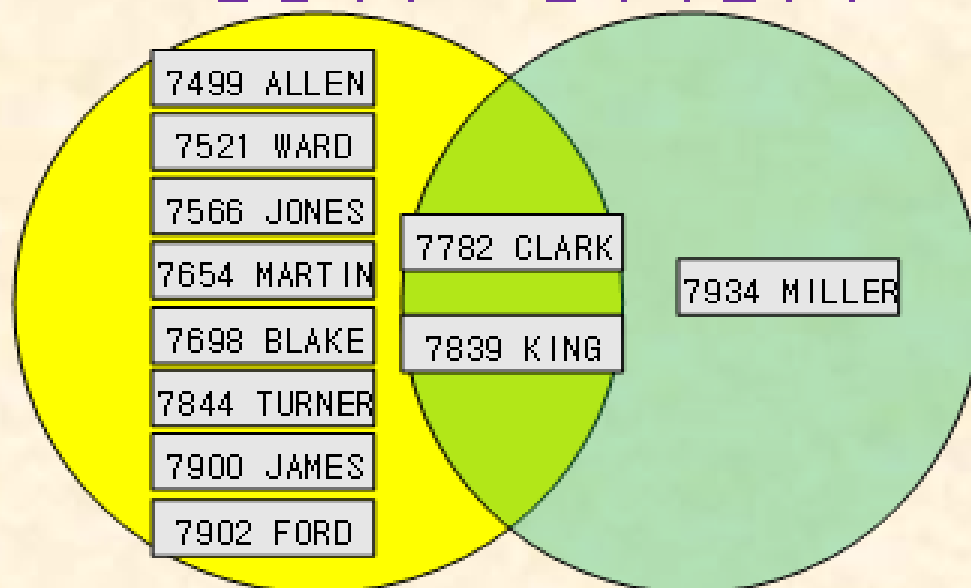 7499 ALLEN
7521 WARD
7566 JONES
7654 MARTIN
7698 BLAKE
7844 TURNER
7900 JAMES
7902 FORD
7782 CLARK
7839 KING
7934 MILLER